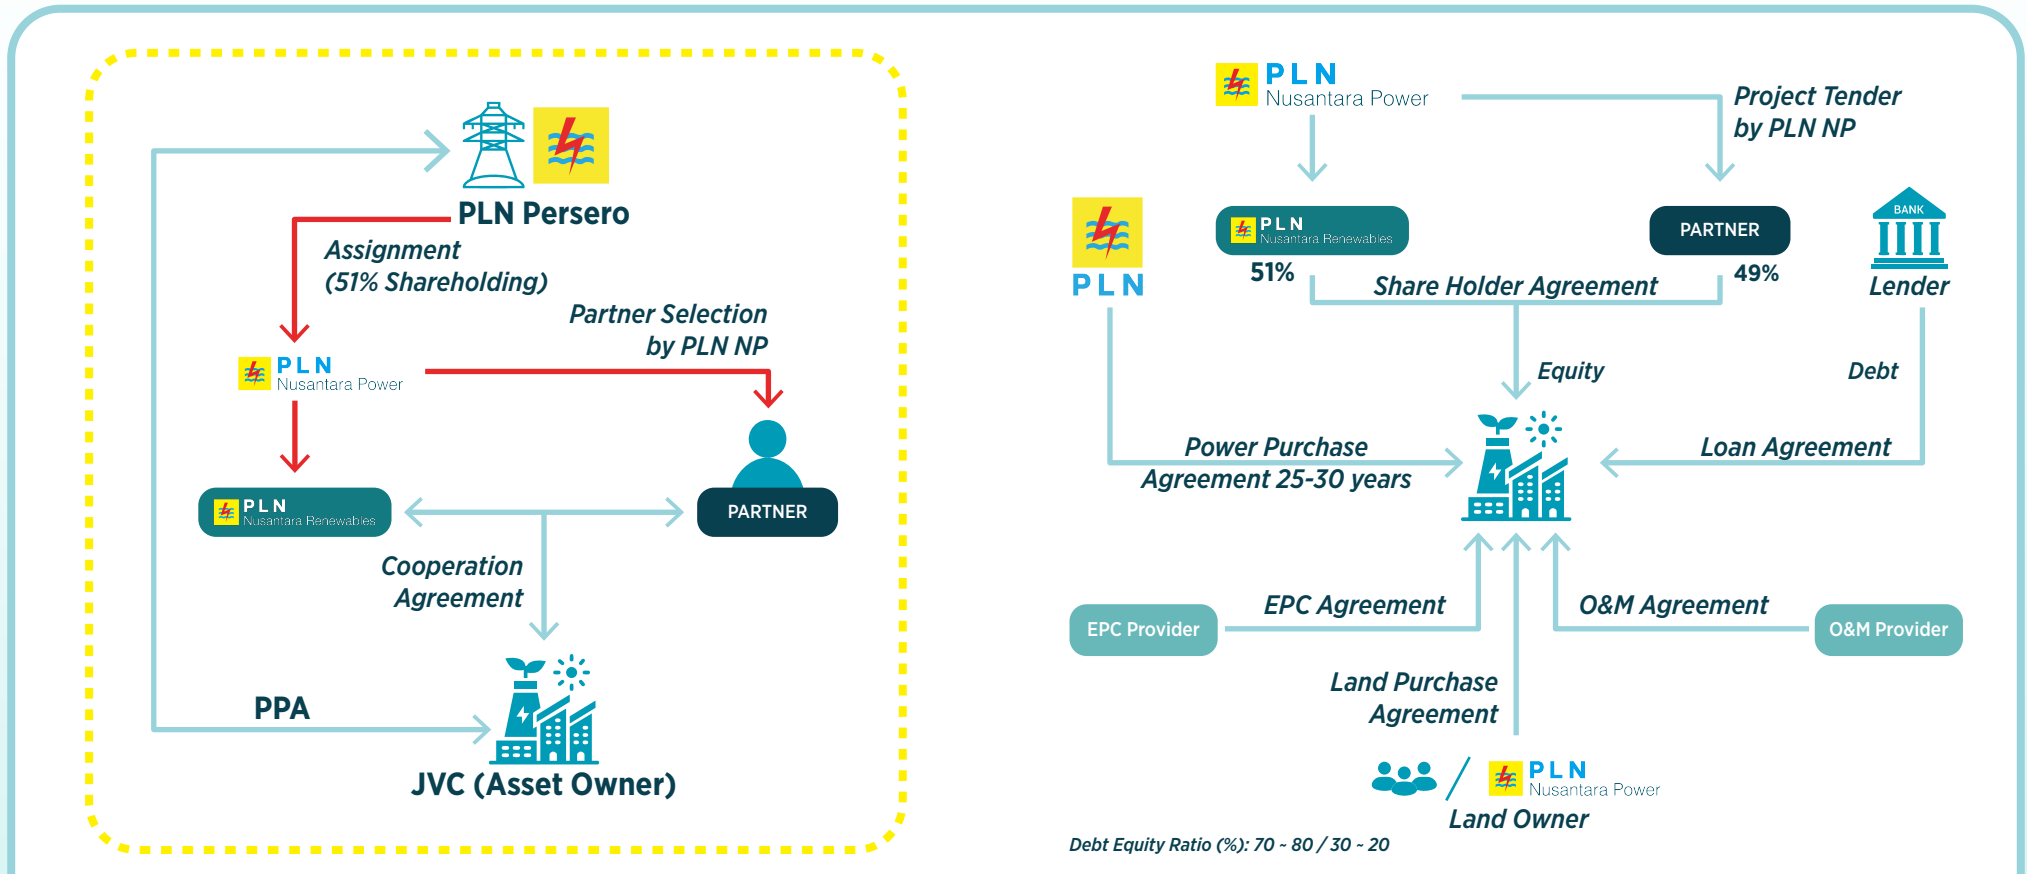 PLN Persero
Assignment
(51% Shareholding)
Partner Selection
by PLN NP
PLN
Nusantara Power
PLN
Nusantara Renewables
PARTNER
Cooperation
Agreement
PPA
JVC (Asset Owner)
PLN
Nusantara Power
Project Tender
by PLN NP
PLN
PLN
Nusantara Renewables
51%
PARTNER
49%
Share Holder Agreement
BANK
Lender
Equity
Debt
Power Purchase
Agreement 25-30 years
Loan Agreement
EPC Provider
EPC Agreement
O&M Agreement
O&M Provider
Land Purchase
Agreement
PLN
Nusantara Power
Land Owner
Debt Equity Ratio (%): 70 ~ 80 / 30 ~ 20